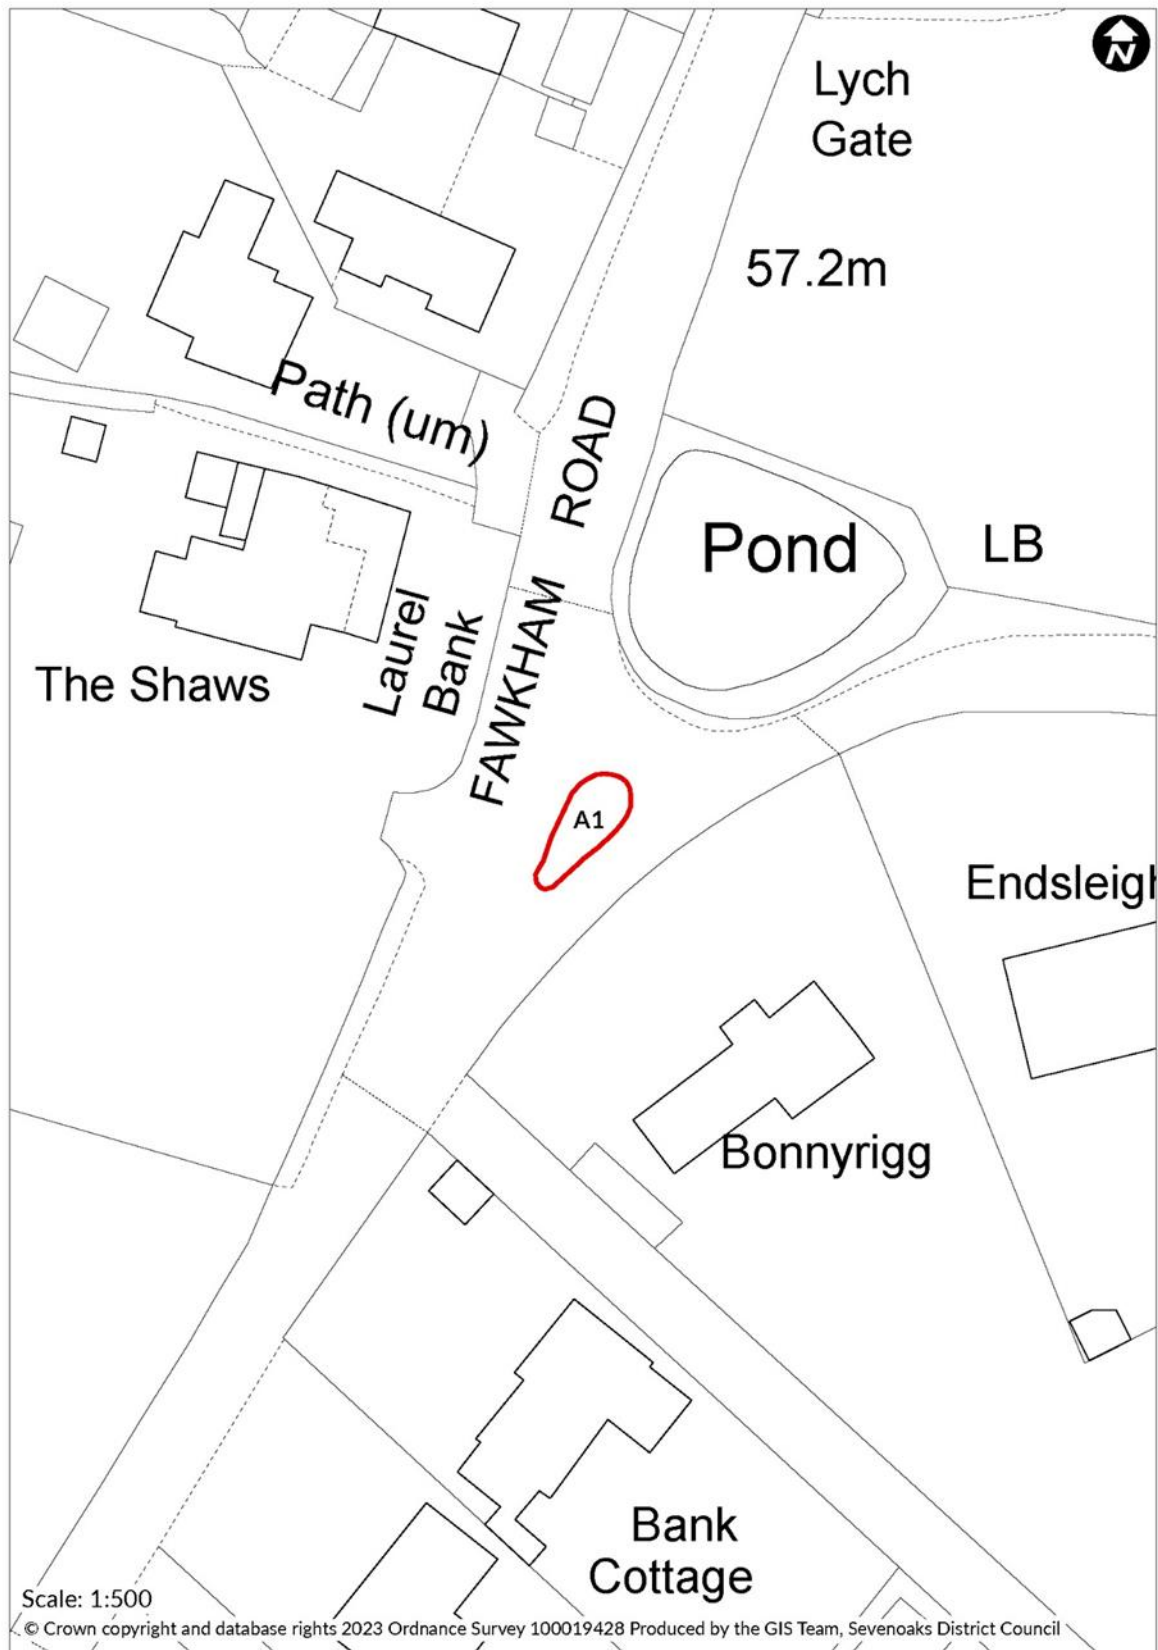 N
Lych
Gate
57.2m
Path (um)
FAWKHAM ROAD
Pond
LB
Laurel
Bank
The Shaws
A1
Endsleigh
Bonnyrigg
Bank
Cottage
Scale: 1:500
© Crown copyright and database rights 2023 Ordnance Survey 100019428 Produced by the GIS Team, Sevenoaks District Council